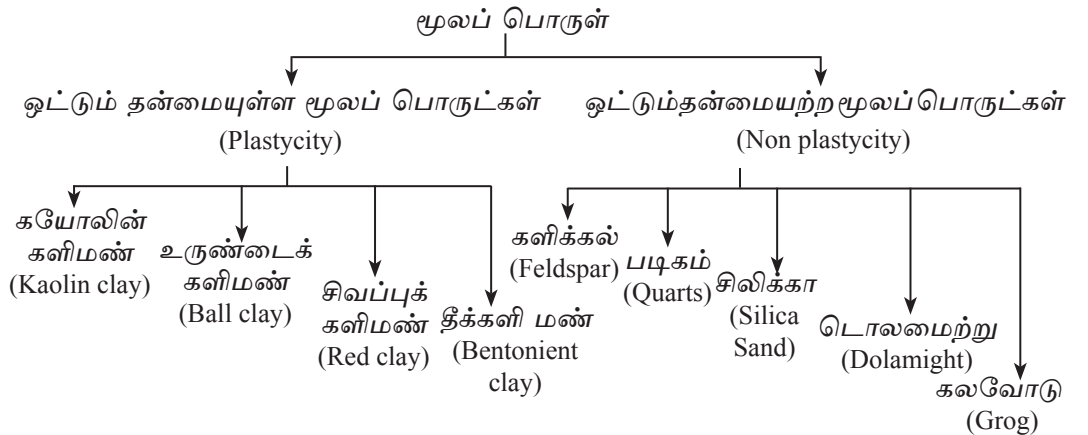 மூலப் பொருள்
ஒட்டும் தன்மையுள்ள மூலப் பொருட்கள்
(Plastycity)
ஒட்டும்தன்மையற்ற மூலப்பொருட்கள்
(Non plastycity)
கயோலின்
களிமண்
(Kaolin clay)
உருண்டைக்
களிமண்
(Ball clay)
சிவப்புக்
களிமண்
(Red clay)
தீக்களி மண்
(Bentonient
clay)
களிக்கல்
(Feldspar)
படிகம்
(Quarts)
சிலிக்கா
(Silica
Sand)
டொலமைற்று
(Dolamight)
கலவோடு
(Grog)